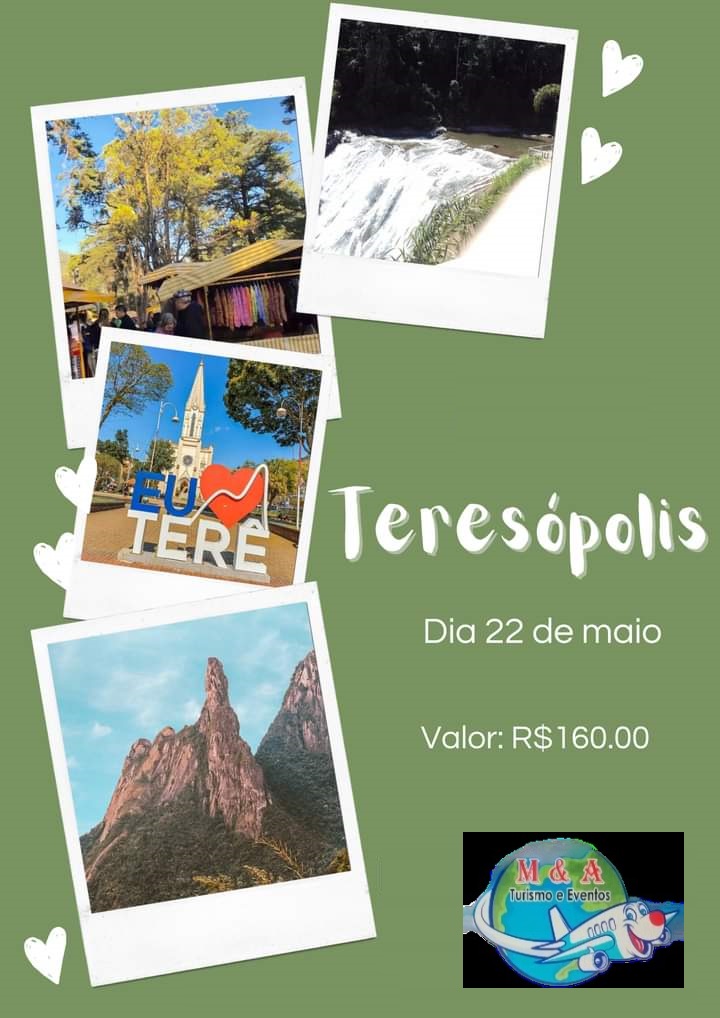 EU
TERÊ
Teresópolis
Dia 22 de maio
Valor: R$160.00
M & A
Turismo e Eventos